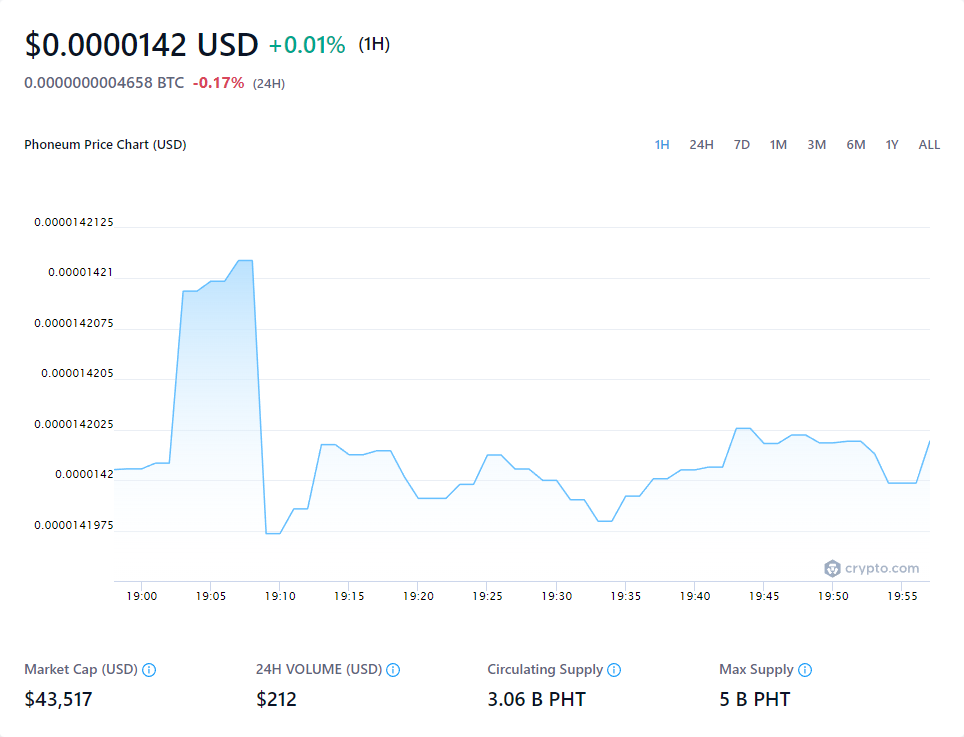 $0.0000142 USD +0.01% (1H)
0.0000000004658 BTC -0.17% (24H)
Phoneum Price Chart (USD)
1H 24H 7D 1M 3M 6M 1Y ALL
0.0000142125
0.00001421
0.0000142075
0.000014205
0.0000142025
0.0000142
0.0000141975
crypto.com
19:00 19:05 19:10 19:15 19:20 19:25 19:30 19:35 19:40 19:45 19:50 19:55
Market Cap (USD) 24H VOLUME (USD) Circulating Supply Max Supply
$43,517 $212 3.06 B PHT 5 B PHT